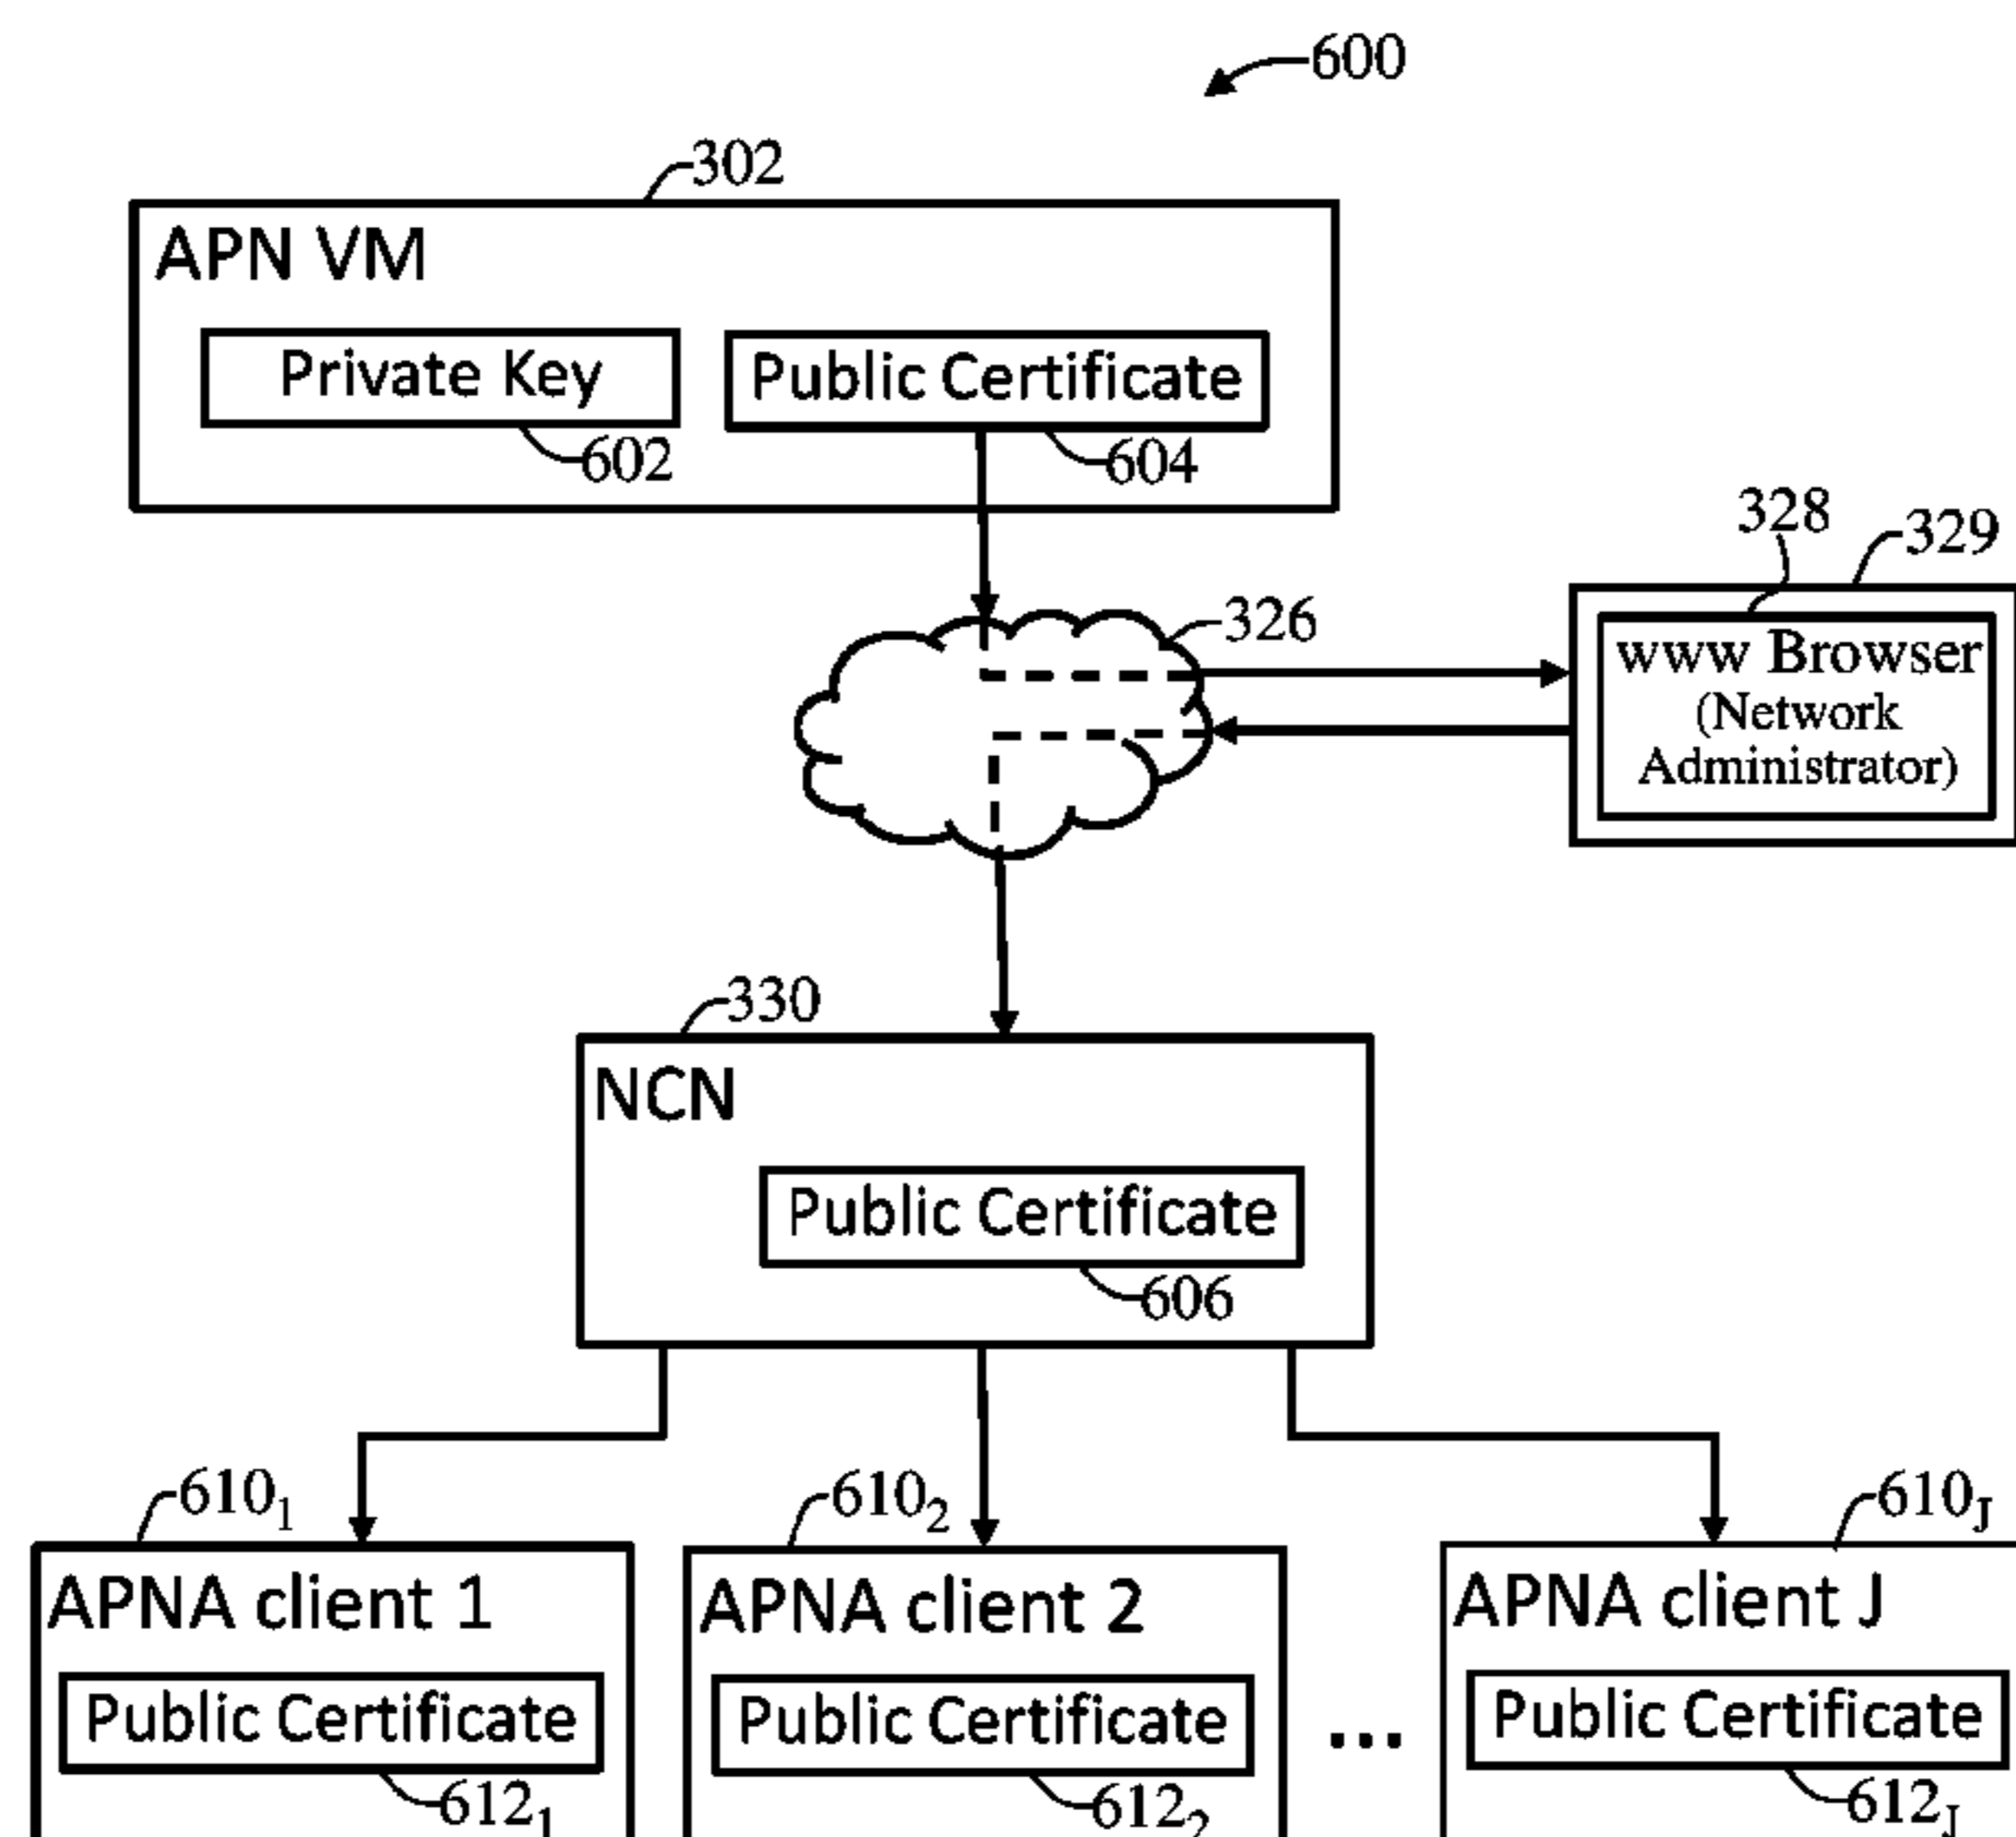 600
302
APN VM
Private Key
Public Certificate
602
604
328
329
326
www Browser
(Network
Administrator)
330
NCN
Public Certificate
606
610₁
610₂
610_J
APNA client 1
APNA client 2
APNA client J
Public Certificate
Public Certificate
...
Public Certificate
612₁
612₂
612_J